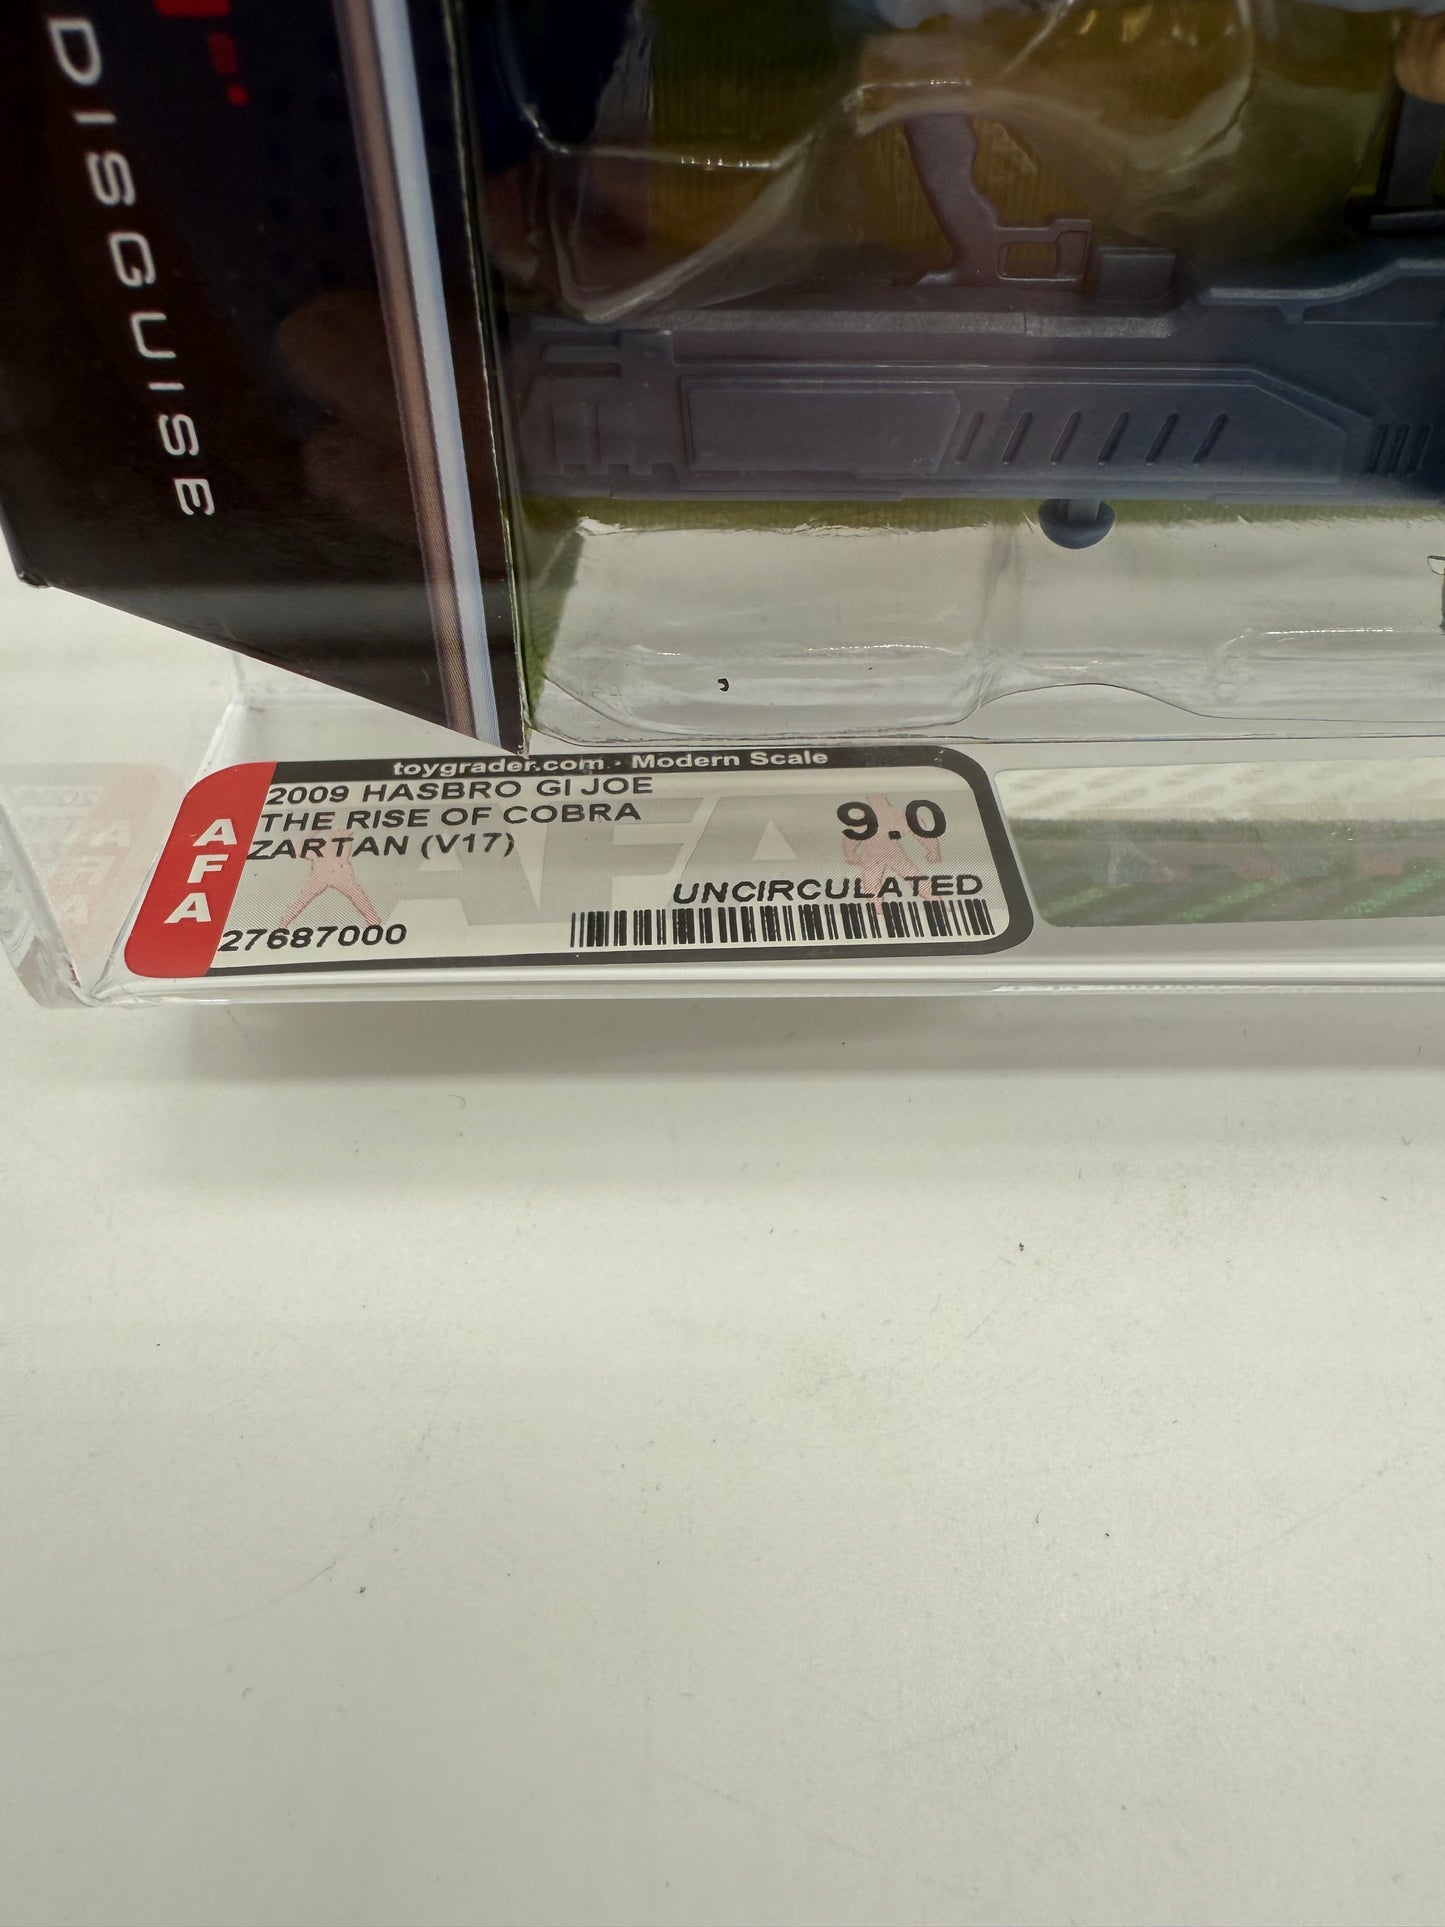 DISGUISE
toygrader.com · Modern Scale
2009 HASBRO GI JOE
THE RISE OF COBRA
ZARTAN (V17)
9.0
AFA
UNCIRCULATED
27687000